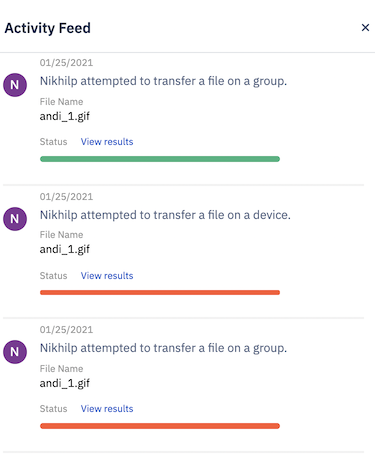 Activity Feed ×
01/25/2021
N Nikhilp attempted to transfer a file on a group.
File Name
andi_1.gif
Status View results
01/25/2021
N Nikhilp attempted to transfer a file on a device.
File Name
andi_1.gif
Status View results
01/25/2021
N Nikhilp attempted to transfer a file on a group.
File Name
andi_1.gif
Status View results